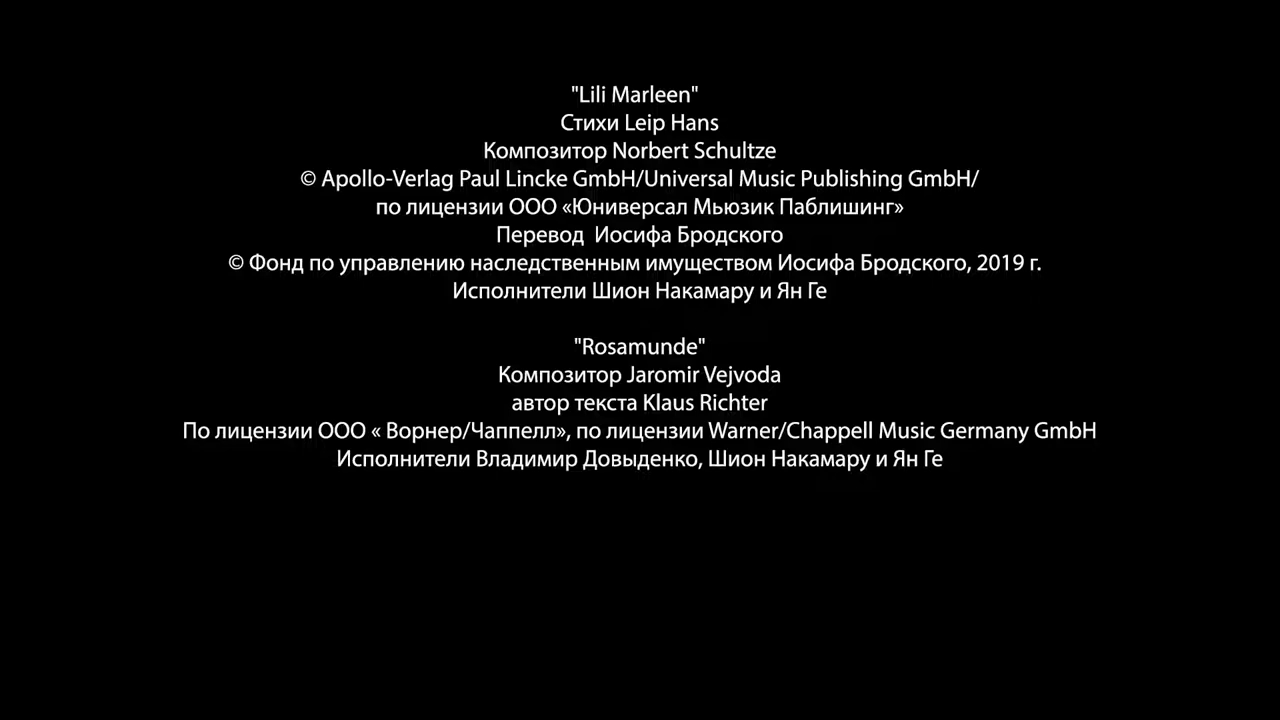 "Lili Marleen"
Стихи Leip Hans
Композитор Norbert Schultze
© Apollo-Verlag Paul Lincke GmbH/Universal Music Publishing GmbH/
по лицензии ООО «Юниверсал Мьюзик Паблишинг»
Перевод  Иосифа Бродского
© Фонд по управлению наследственным имуществом Иосифа Бродского, 2019 г.
Исполнители Шион Накамару и Ян Ге
"Rosamunde"
Композитор Jaromir Vejvoda
автор текста Klaus Richter
По лицензии ООО « Ворнер/Чаппелл», по лицензии Warner/Chappell Music Germany GmbH
Исполнители Владимир Довыденко, Шион Накамару и Ян Ге